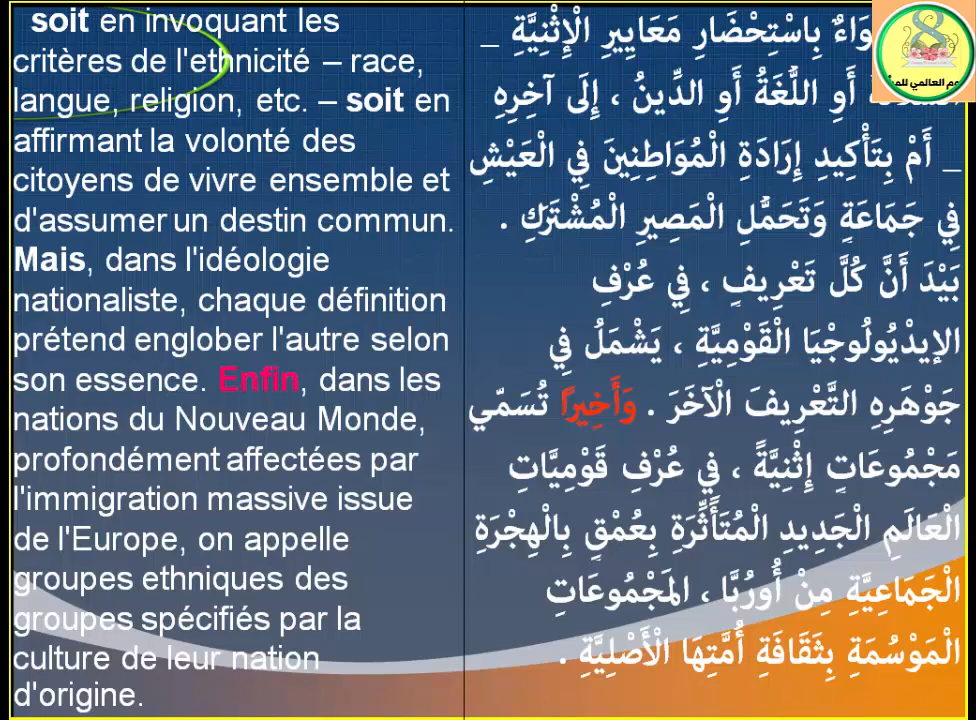 soit en invoquant les
critères de l'ethnicité – race,
langue, religion, etc. – soit en
affirmant la volonté des
citoyens de vivre ensemble et
d'assumer un destin commun.
Mais, dans l'idéologie
nationaliste, chaque définition
prétend englober l'autre selon
son essence. Enfin, dans les
nations du Nouveau Monde,
profondément affectées par
l'immigration massive issue
de l'Europe, on appelle
groupes ethniques des
groupes spécifiés par la
culture de leur nation
d'origine.
بِاسْتِحْضَارِ مَعَايِيرِ الْإِثْنِيَّةِ _
أَوِ اللُّغَةُ أَوِ الدِّينُ ، إِلَى آخِرِهِ
_ أَمْ بِتَأْكِيدِ إِرَادَةِ الْمُوَاطِنِينَ فِي الْعَيْشِ
فِي جَمَاعَةٍ وَتَحَمُّلِ الْمَصِيرِ الْمُشْتَرَكِ .
بَيْدَ أَنَّ كُلَّ تَعْرِيفٍ ، فِي عُرْفِ
الإِيدْيُولُوجْيَا الْقَوْمِيَّةِ ، يَشْمَلُ فِي
جَوْهَرِهِ التَّعْرِيفَ الْآخَرَ . وَأَخِيراً تُسَمّي
مَجْمُوعَاتٍ إِثْنِيَّةً ، فِي عُرْفِ قَوْمِيَّاتِ
الْعَالَمِ الْجَدِيدِ الْمُتَأَثِّرَةِ بِعُمْقٍ بِالْهِجْرَةِ
الْجَمَاعِيَّةِ مِنْ أُورُبَّا ، المَجْمُوعَاتِ
الْمَوْسُمَةِ بِثَقَافَةِ أُمَّتِهَا الْأَصْلِيَّةِ .